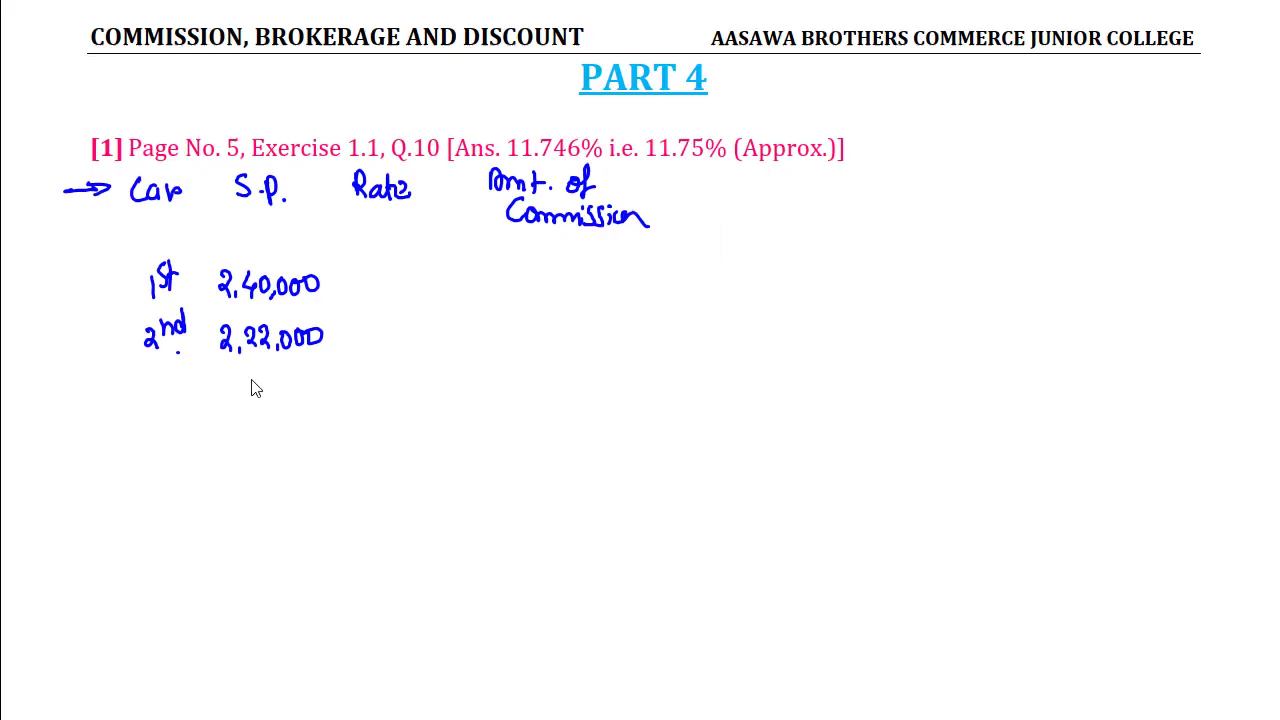 COMMISSION, BROKERAGE AND DISCOUNT AASAWA BROTHERS COMMERCE JUNIOR COLLEGE
PART 4
[1] Page No. 5, Exercise 1.1, Q.10 [Ans. 11.746% i.e. 11.75% (Approx.)]
→ Car S.P. Rate Amt. of
Commission
1st 2,40,000
2nd 2,22,000